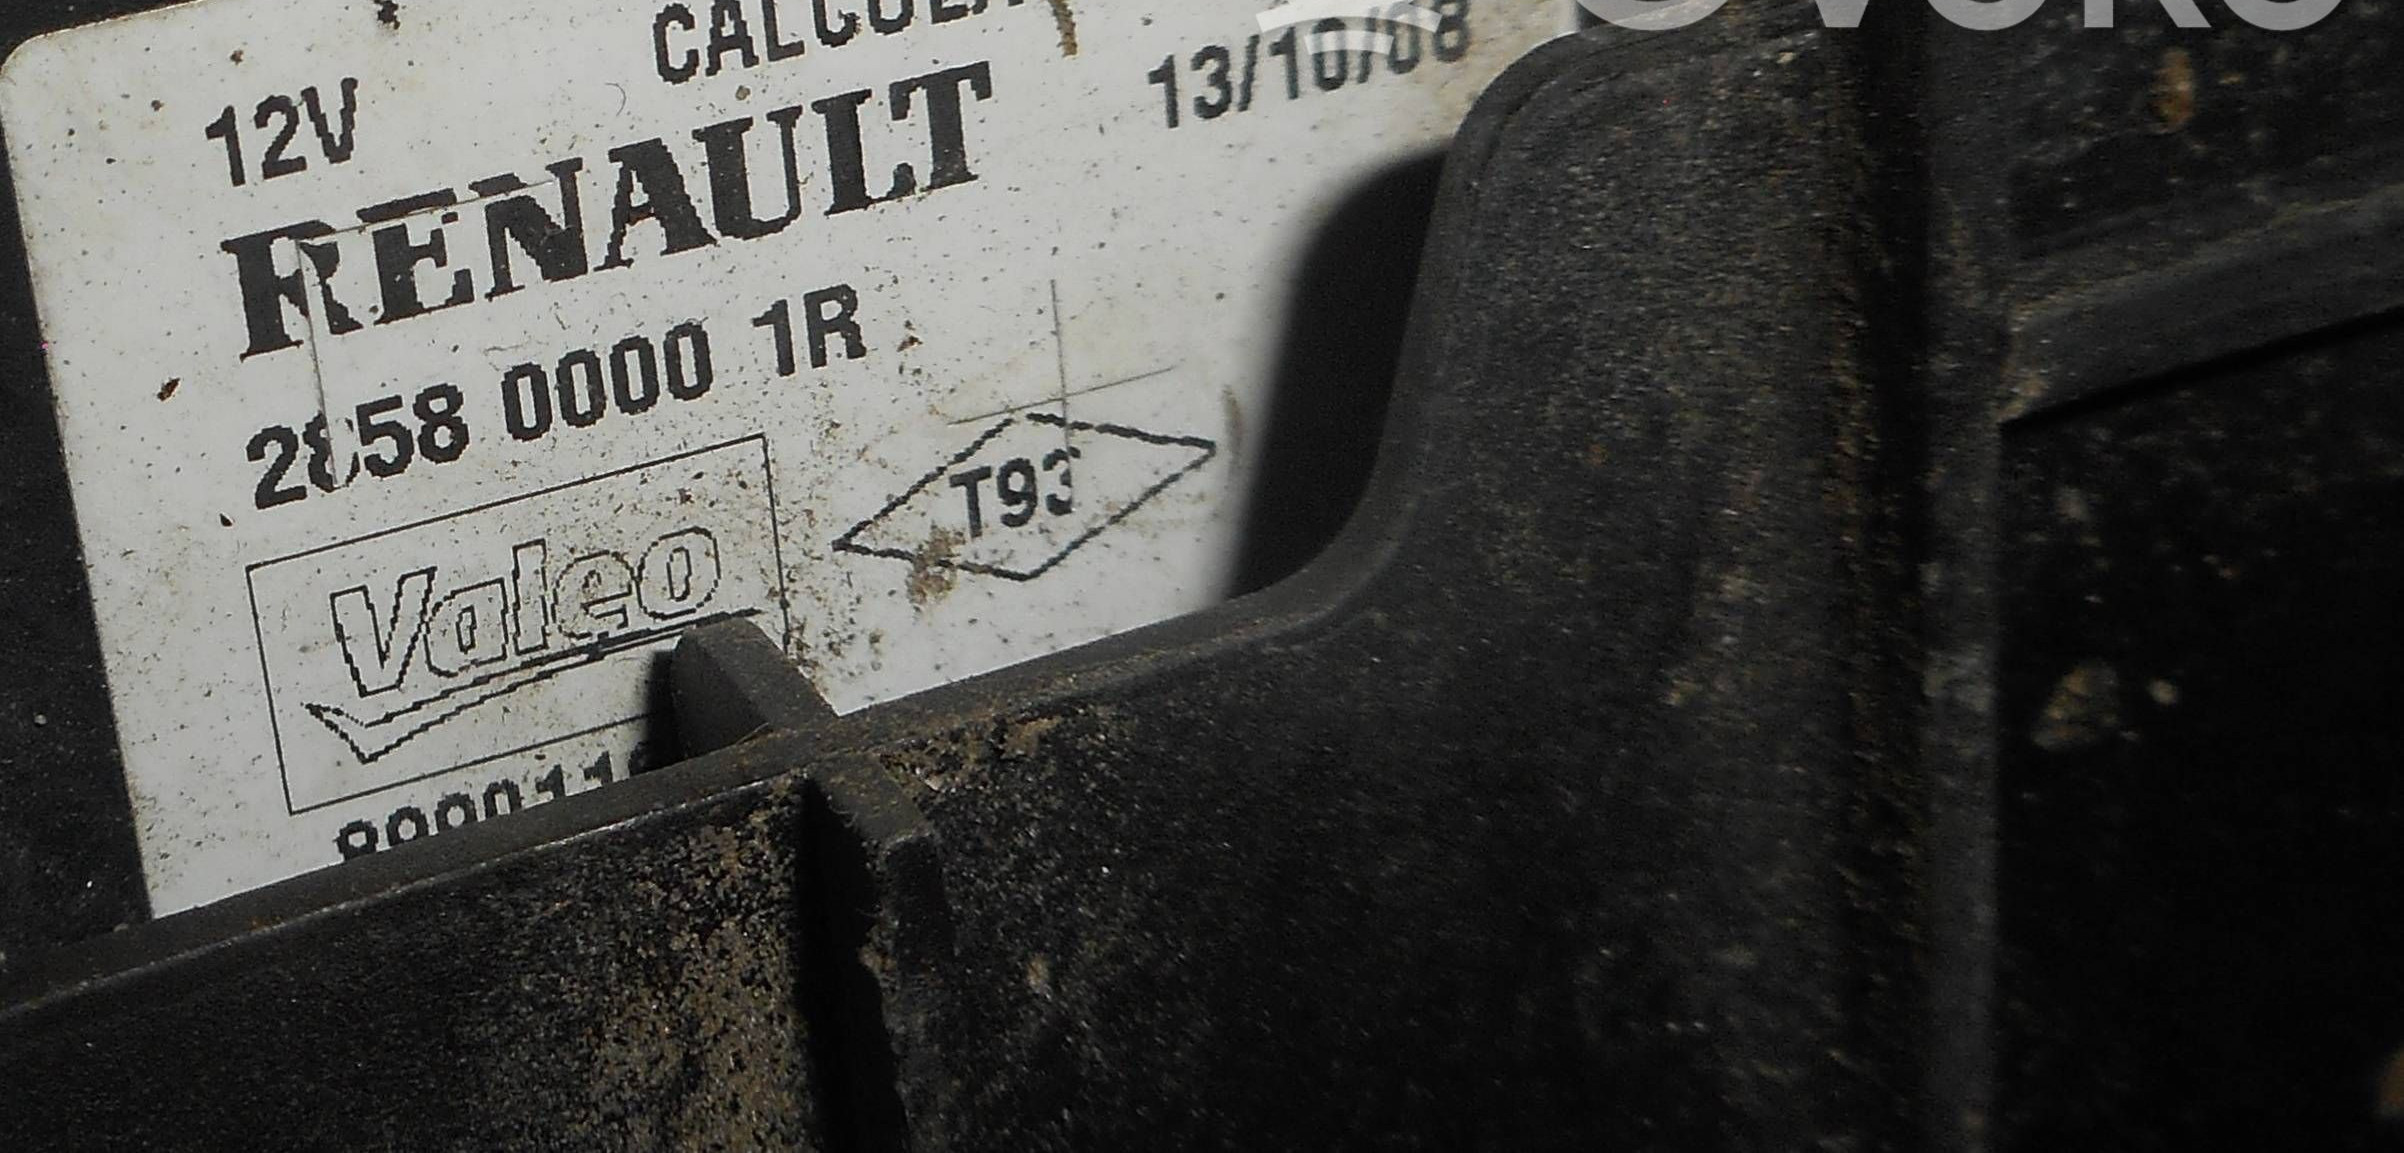 12V
13/10/08
RENAULT
2858 0000 1R
Valeo
T93